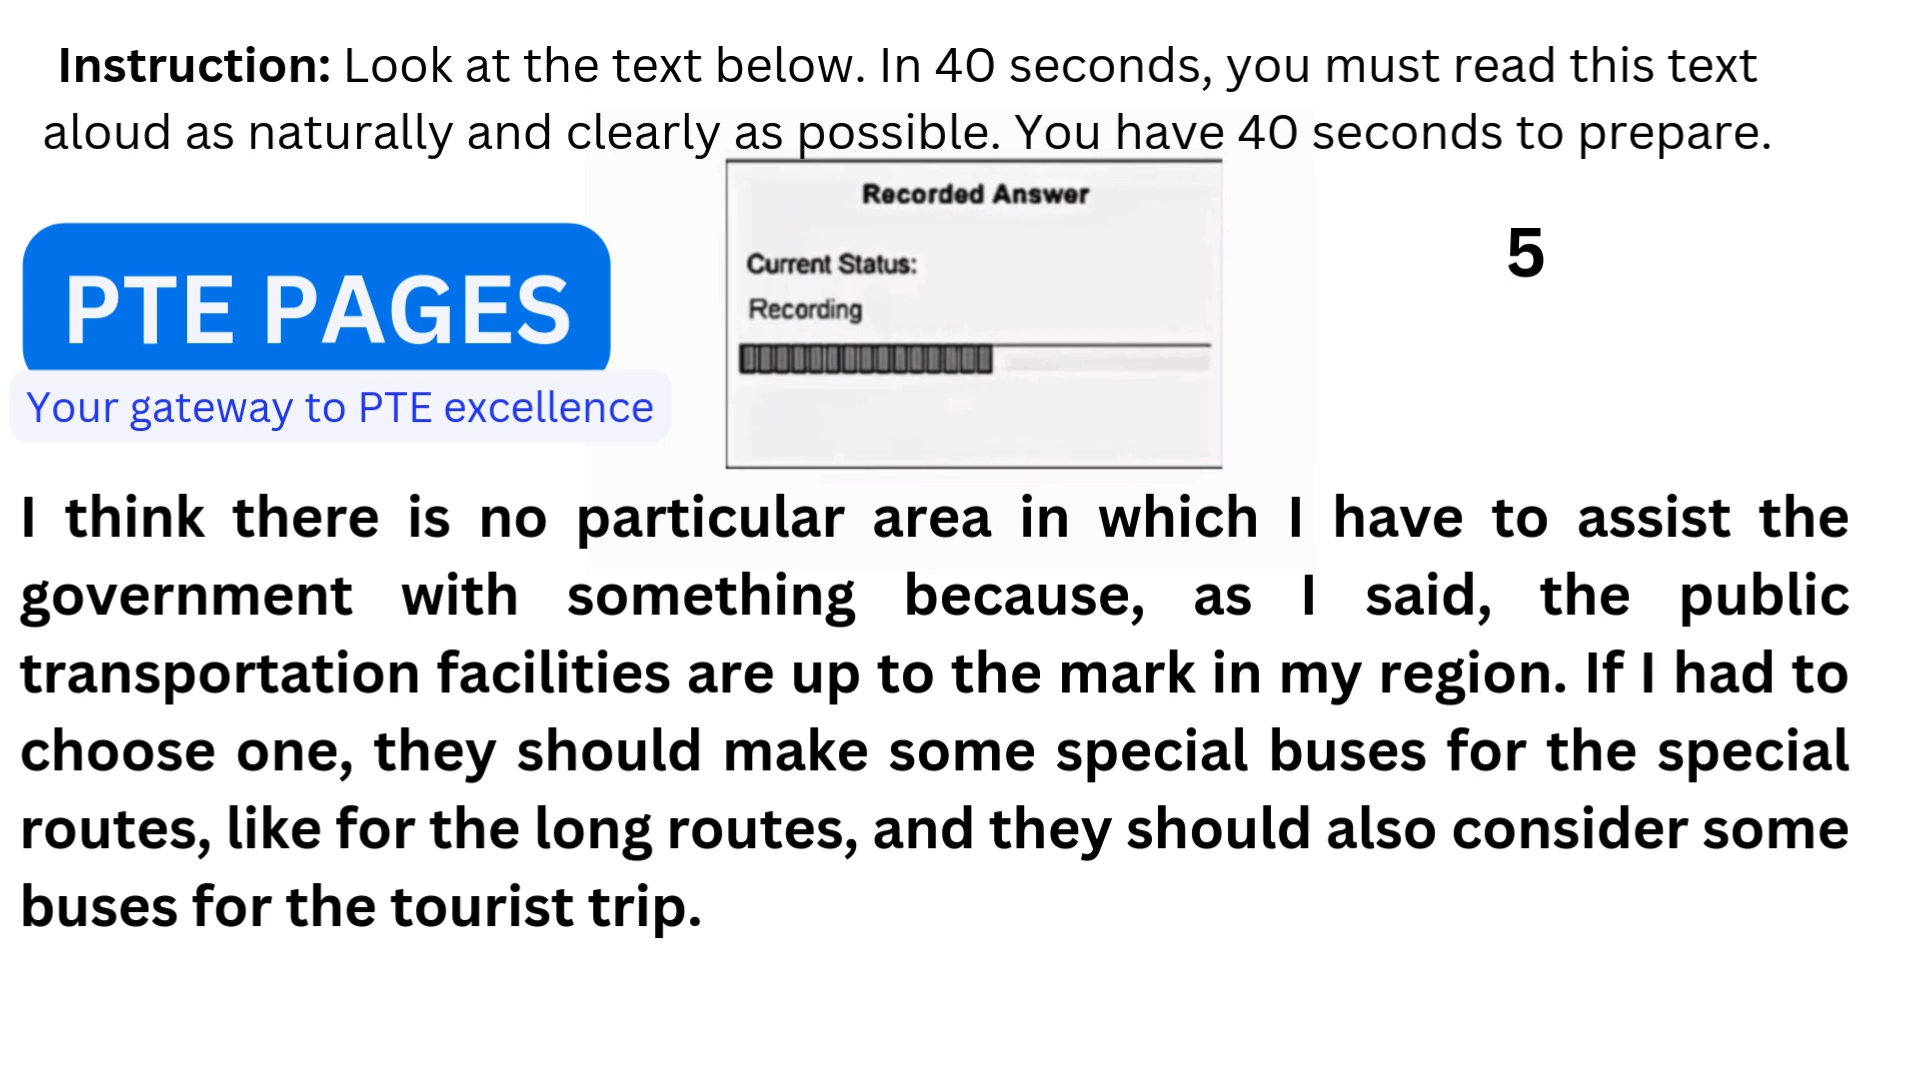 Instruction: Look at the text below. In 40 seconds, you must read this text
aloud as naturally and clearly as possible. You have 40 seconds to prepare.
Recorded Answer
Current Status:
Recording
5
PTE PAGES
Your gateway to PTE excellence
I think there is no particular area in which I have to assist the
government with something because, as I said, the public
transportation facilities are up to the mark in my region. If I had to
choose one, they should make some special buses for the special
routes, like for the long routes, and they should also consider some
buses for the tourist trip.